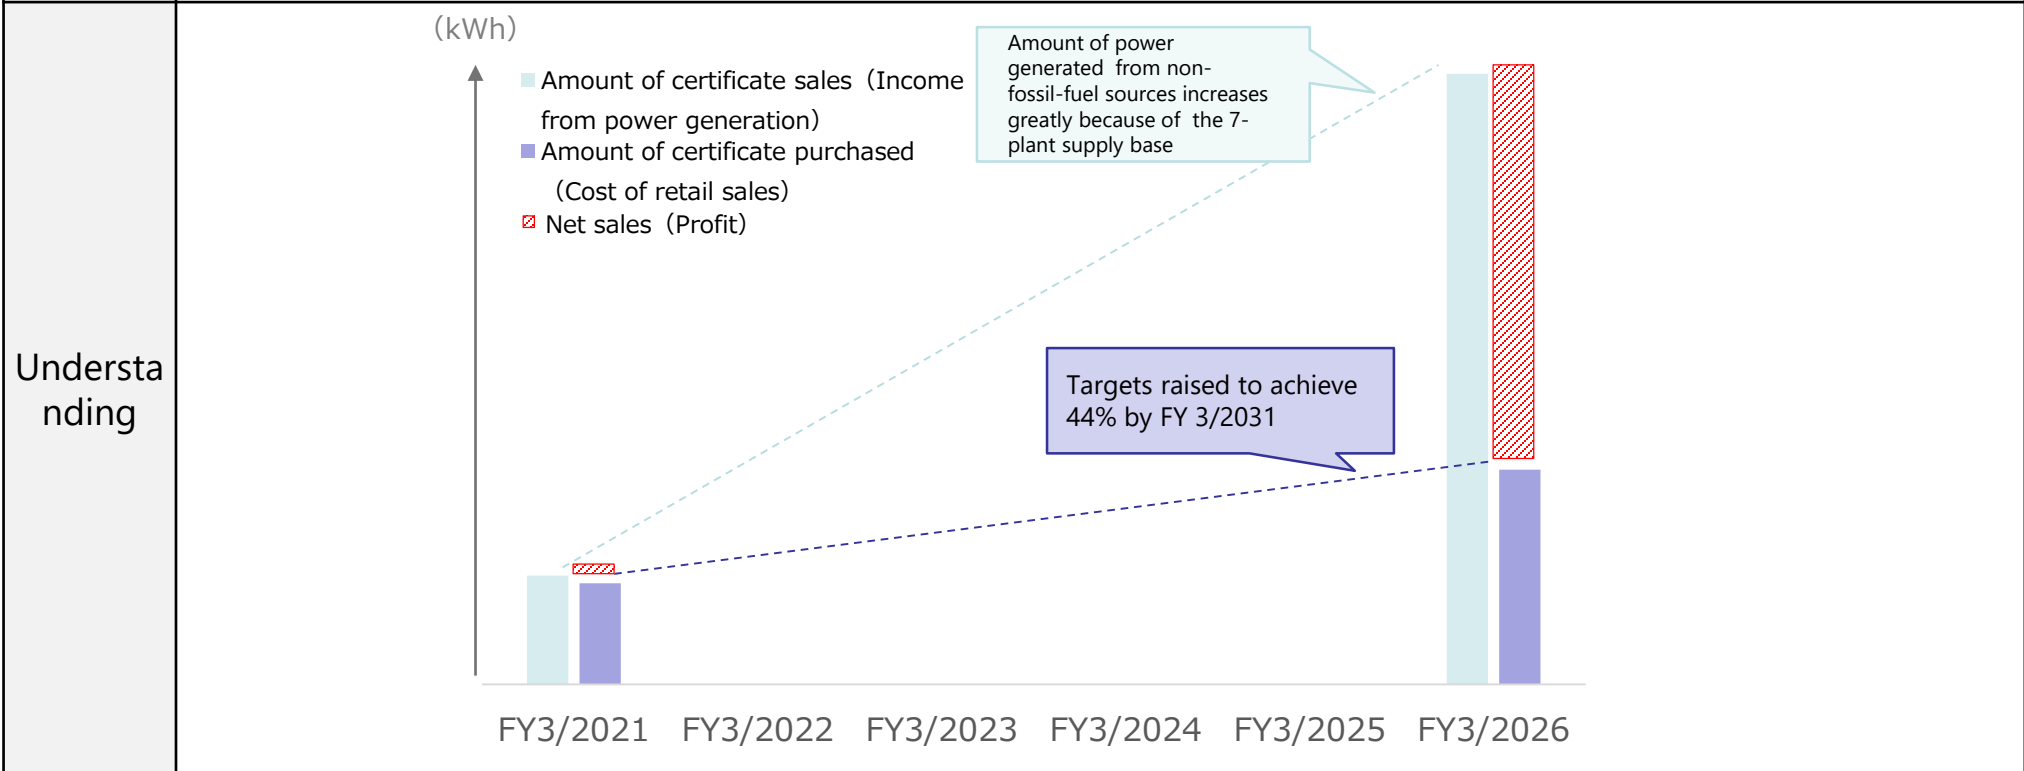 Understa
nding
（kWh）
Amount of certificate sales（Income
from power generation）
Amount of certificate purchased
（Cost of retail sales）
Net sales（Profit）
Amount of power
generated from non-
fossil-fuel sources increases
greatly because of the 7-
plant supply base
Targets raised to achieve
44% by FY 3/2031
FY3/2021 FY3/2022 FY3/2023 FY3/2024 FY3/2025 FY3/2026